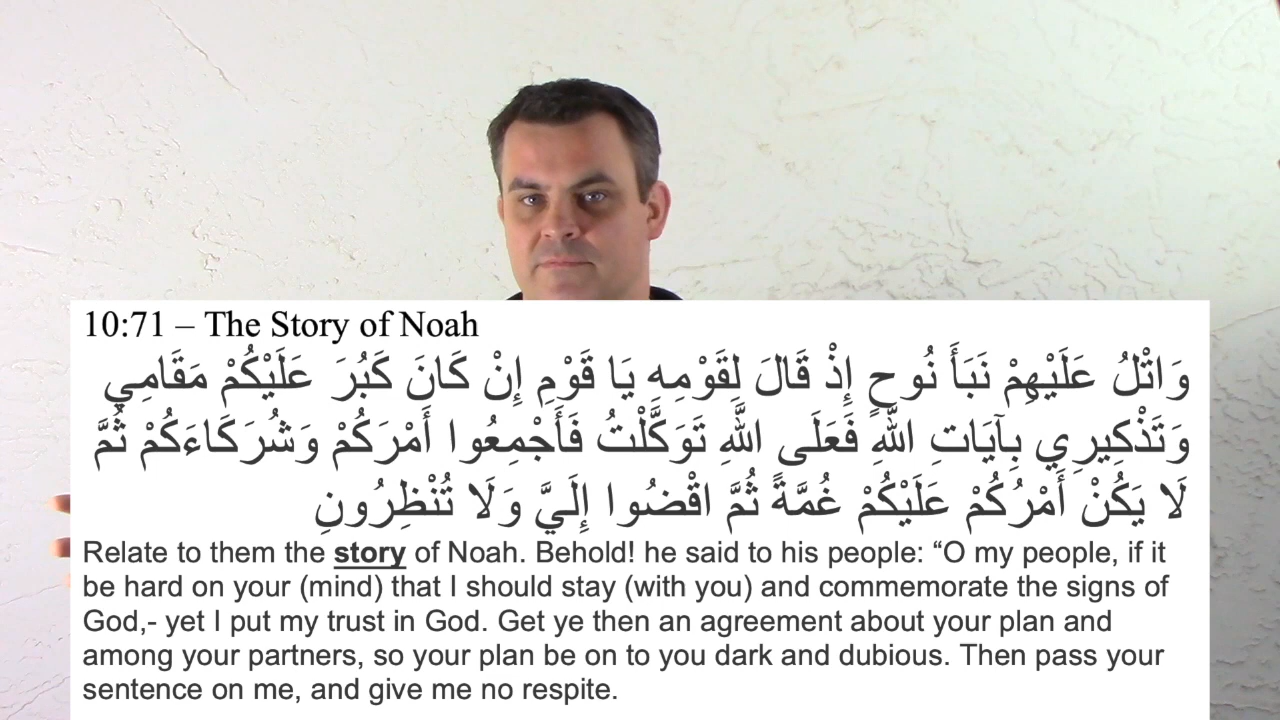 10:71 – The Story of Noah
وَاتْلُ عَلَيْهِمْ نَبَأَ نُوحٍ إِذْ قَالَ لِقَوْمِهِ يَا قَوْمِ إِنْ كَانَ كَبُرَ عَلَيْكُمْ مَقَامِي
وَتَذْكِيرِي بِآيَاتِ اللَّهِ فَعَلَى اللَّهِ تَوَكَّلْتُ فَأَجْمِعُوا أَمْرَكُمْ وَشُرَكَاءَكُمْ ثُمَّ
لَا يَكُنْ أَمْرُكُمْ عَلَيْكُمْ غُمَّةً ثُمَّ اقْضُوا إِلَيَّ وَلَا تُنْظِرُونِ
Relate to them the story of Noah. Behold! he said to his people: “O my people, if it
be hard on your (mind) that I should stay (with you) and commemorate the signs of
God,- yet I put my trust in God. Get ye then an agreement about your plan and
among your partners, so your plan be on to you dark and dubious. Then pass your
sentence on me, and give me no respite.